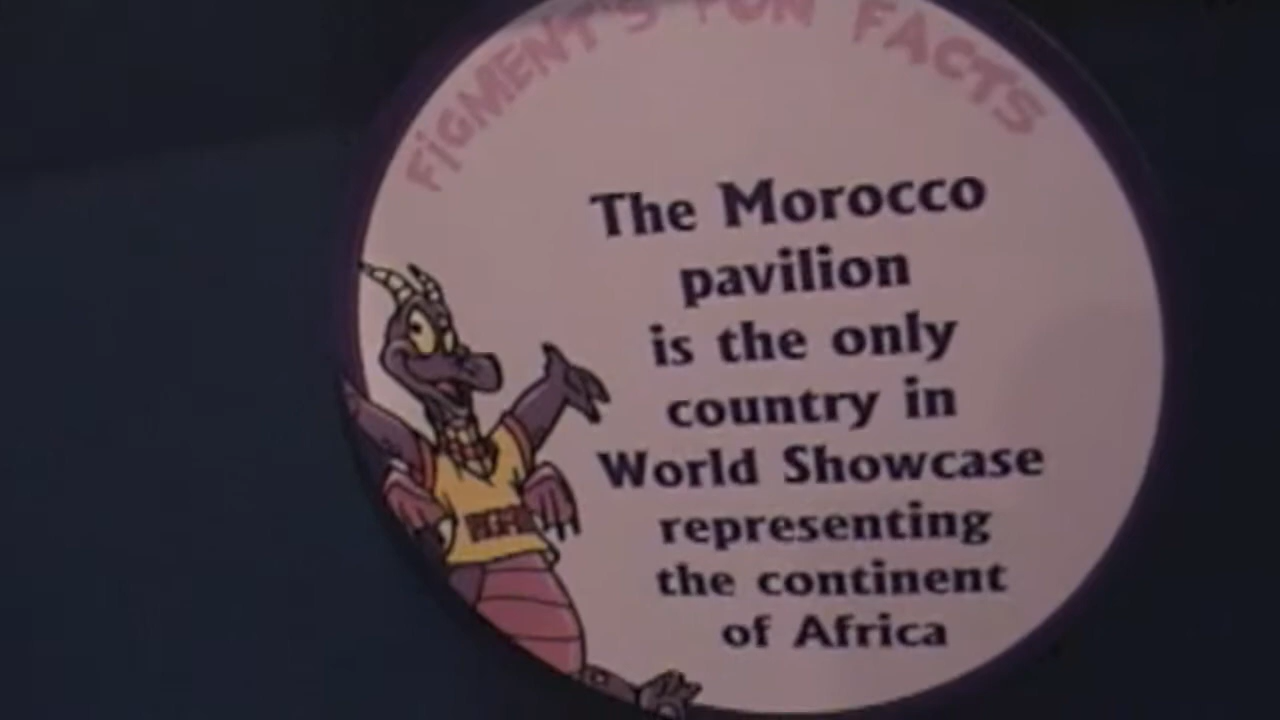 FiGMENT'S FUN FACTS
The Morocco
pavilion
is the only
country in
World Showcase
representing
the continent
of Africa